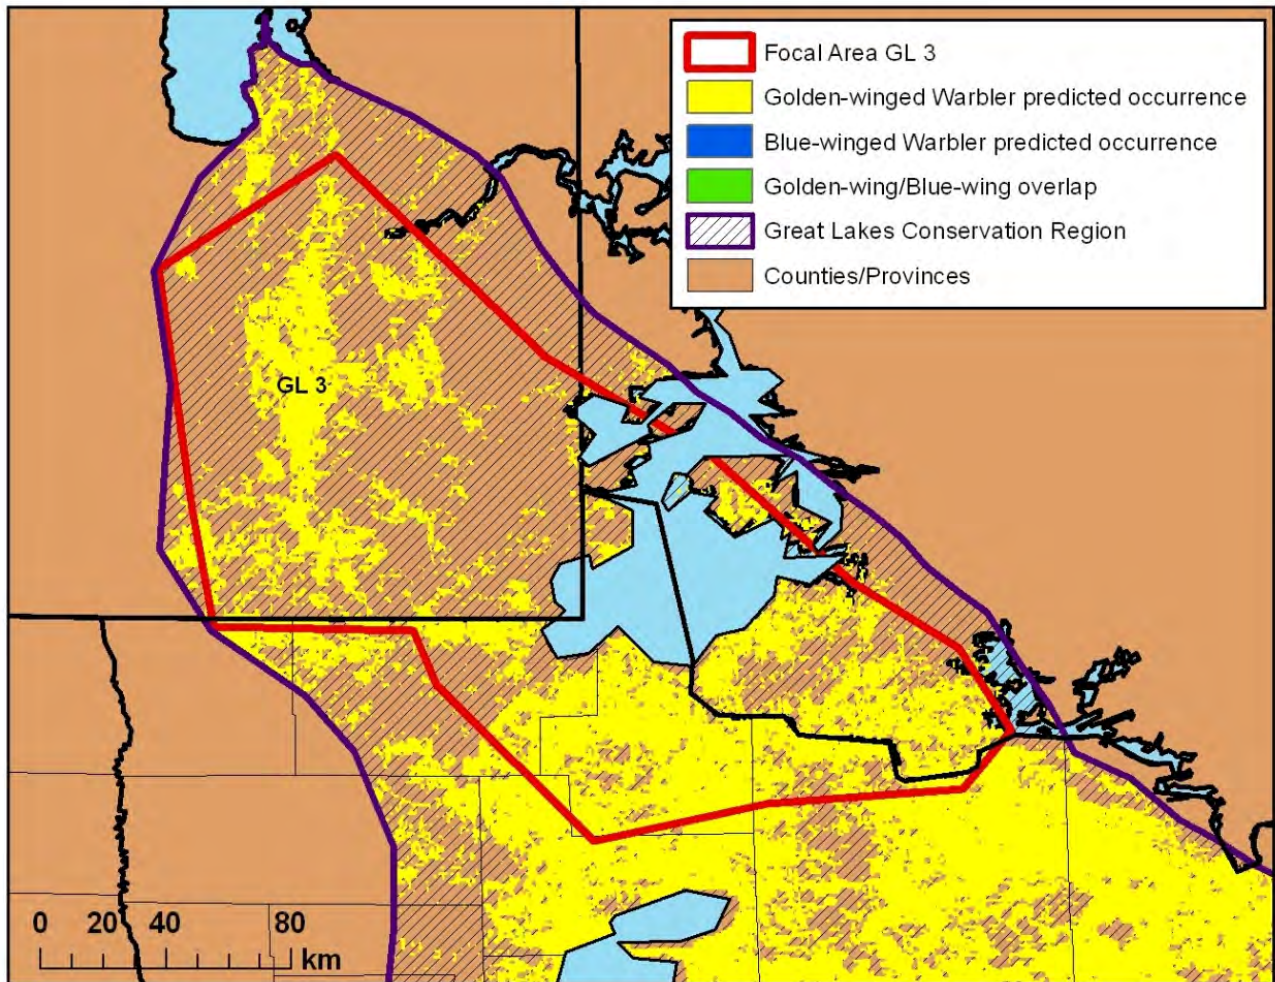 Focal Area GL 3
Golden-winged Warbler predicted occurrence
Blue-winged Warbler predicted occurrence
Golden-wing/Blue-wing overlap
Great Lakes Conservation Region
Counties/Provinces
GL 3
0 20 40 80
km